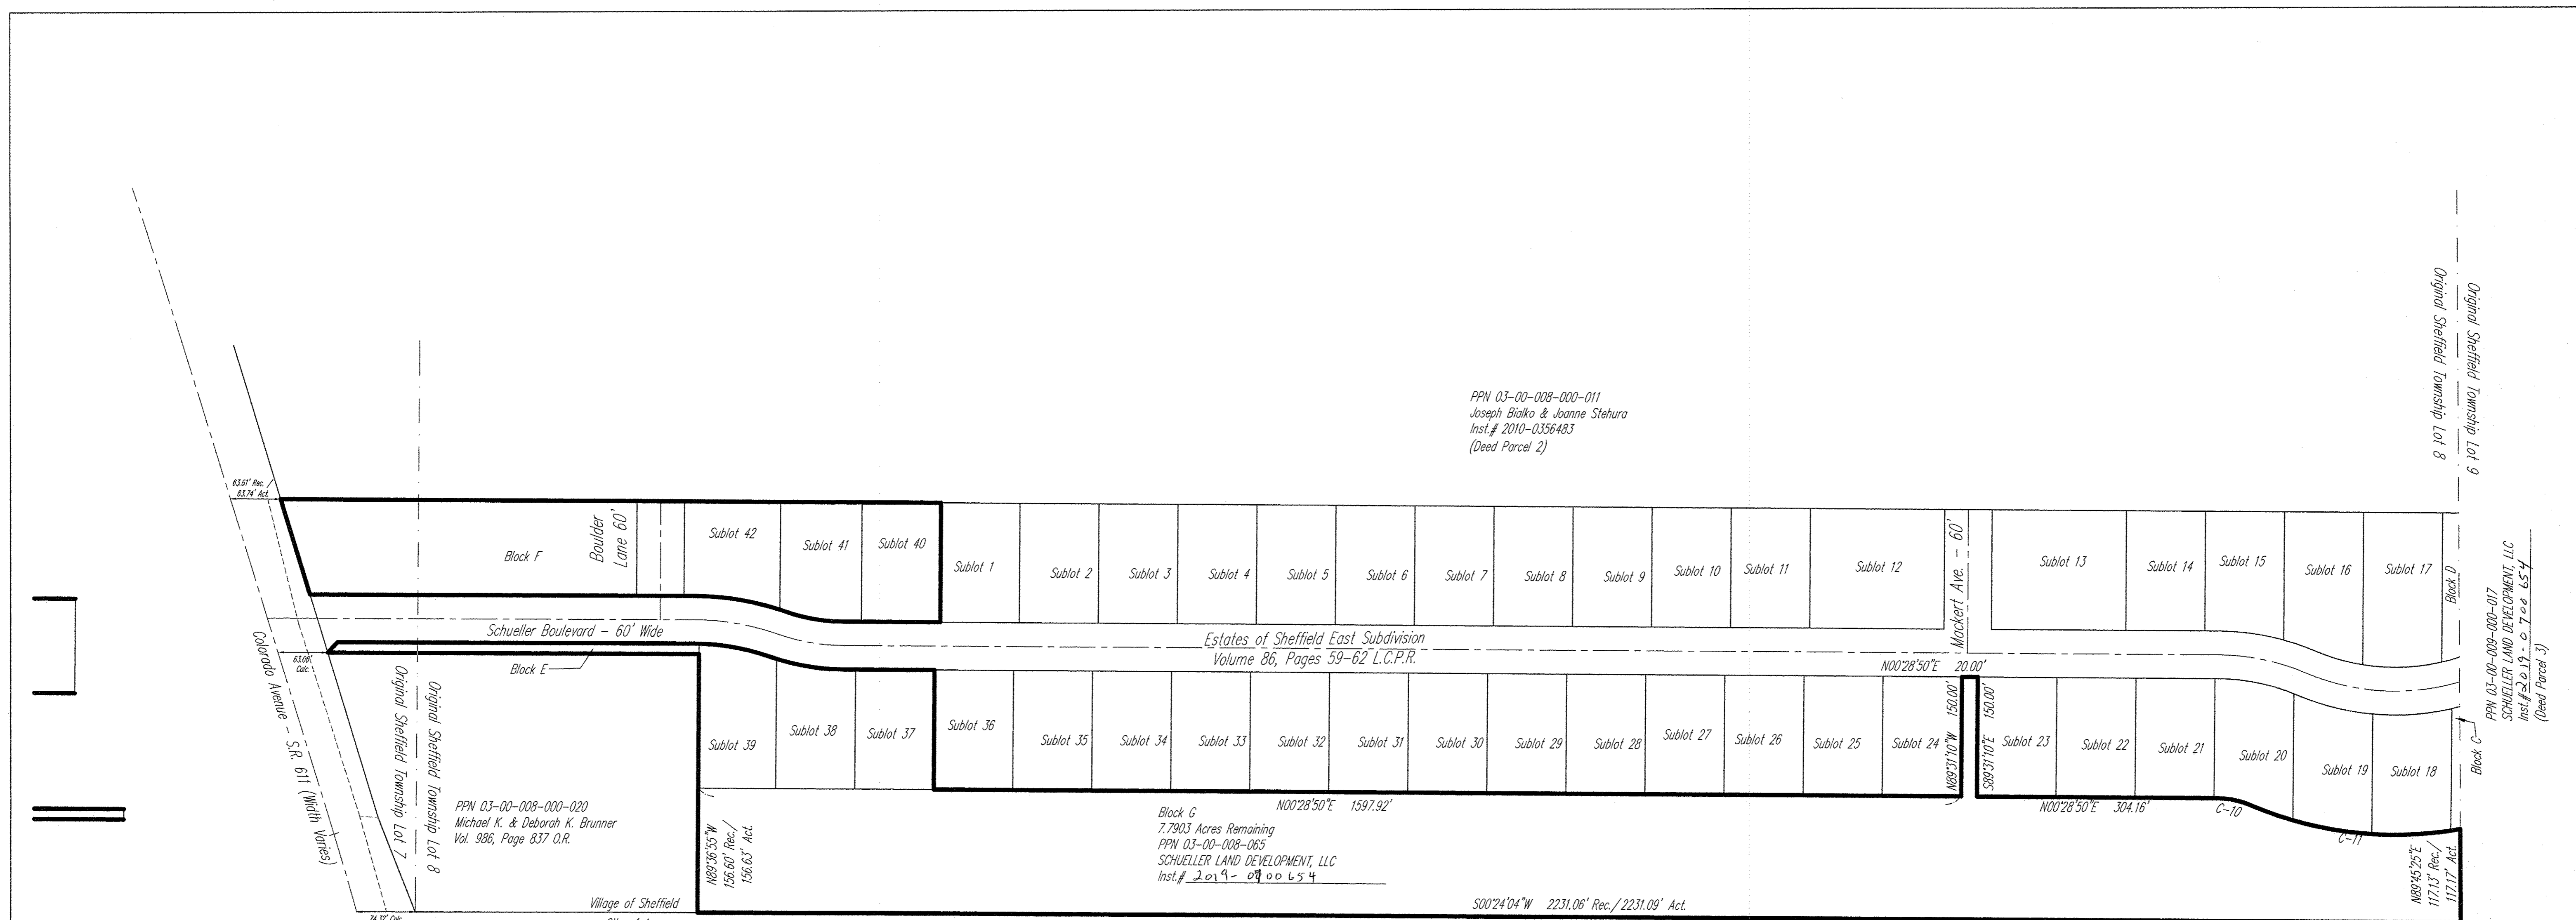 PPN 03-00-008-000-011
Joseph Bialko & Joanne Stehura
Inst.# 2010-0356483
(Deed Parcel 2)
Original Sheffield Township Lot 8
Original Sheffield Township Lot 9
63.61' Rec./
63.74' Act.
Block F
Boulder
Lane 60'
Sublot 42
Sublot 41
Sublot 40
Sublot 1
Sublot 2
Sublot 3
Sublot 4
Sublot 5
Sublot 6
Sublot 7
Sublot 8
Sublot 9
Sublot 10
Sublot 11
Sublot 12
Mackert Ave. - 60'
Sublot 13
Sublot 14
Sublot 15
Sublot 16
Sublot 17
Block D
PPN 03-00-009-000-017
SCHUELLER LAND DEVELOPMENT, LLC
Inst.# 2019-0700654
(Deed Parcel 3)
Schueller Boulevard - 60' Wide
Estates of Sheffield East Subdivision
Volume 86, Pages 59-62 L.C.P.R.
N00°28'50"E 20.00'
63.06'
Calc.
Block E
Colorado Avenue - S.R. 611 (Width Varies)
Original Sheffield Township Lot 7
Original Sheffield Township Lot 8
Sublot 39
Sublot 38
Sublot 37
Sublot 36
Sublot 35
Sublot 34
Sublot 33
Sublot 32
Sublot 31
Sublot 30
Sublot 29
Sublot 28
Sublot 27
Sublot 26
Sublot 25
Sublot 24
N89°31'10"W 150.00'
S89°31'10"E 150.00'
Sublot 23
Sublot 22
Sublot 21
Sublot 20
Sublot 19
Sublot 18
Block C
PPN 03-00-008-000-020
Michael K. & Deborah K. Brunner
Vol. 986, Page 837 O.R.
N89°36'55"W
156.60' Rec./
156.63' Act.
Block G
7.7903 Acres Remaining
PPN 03-00-008-065
SCHUELLER LAND DEVELOPMENT, LLC
Inst.# 2019-0700654
N00°28'50"E 1597.92'
N00°28'50"E 304.16'
C-10
C-11
N89°45'25"E
117.13' Rec./
117.17' Act.
Village of Sheffield
S00°24'04"W 2231.06' Rec./2231.09' Act.